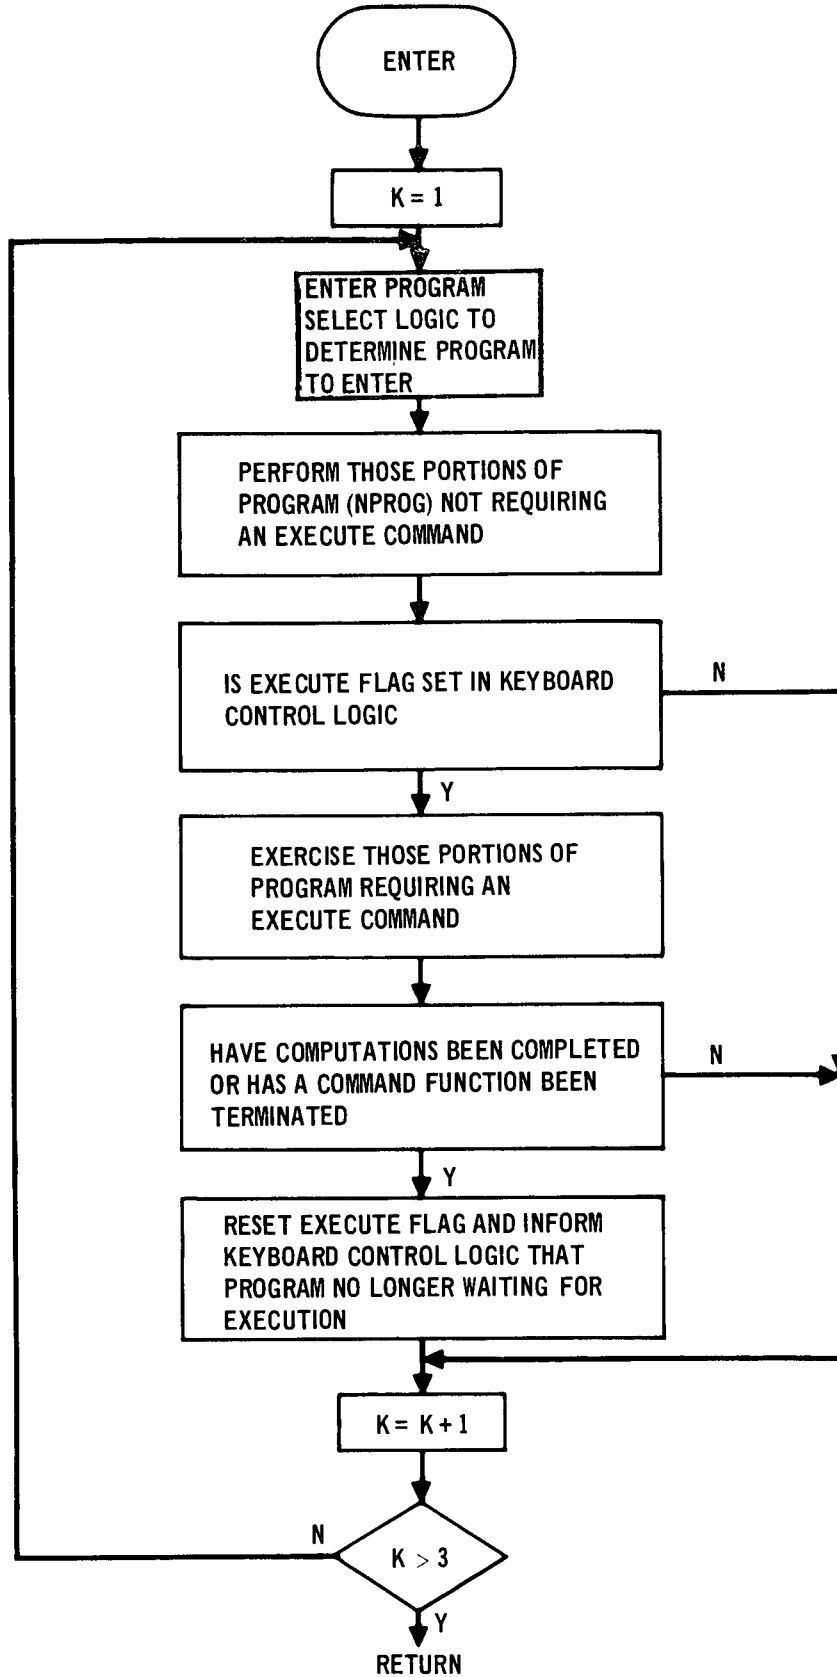 ENTER
K = 1
ENTER PROGRAM
SELECT LOGIC TO
DETERMINE PROGRAM
TO ENTER
PERFORM THOSE PORTIONS OF
PROGRAM (NPROG) NOT REQUIRING
AN EXECUTE COMMAND
IS EXECUTE FLAG SET IN KEYBOARD
CONTROL LOGIC
N
Y
EXERCISE THOSE PORTIONS OF
PROGRAM REQUIRING AN
EXECUTE COMMAND
HAVE COMPUTATIONS BEEN COMPLETED
OR HAS A COMMAND FUNCTION BEEN
TERMINATED
N
Y
RESET EXECUTE FLAG AND INFORM
KEYBOARD CONTROL LOGIC THAT
PROGRAM NO LONGER WAITING FOR
EXECUTION
K = K + 1
N
K > 3
Y
RETURN